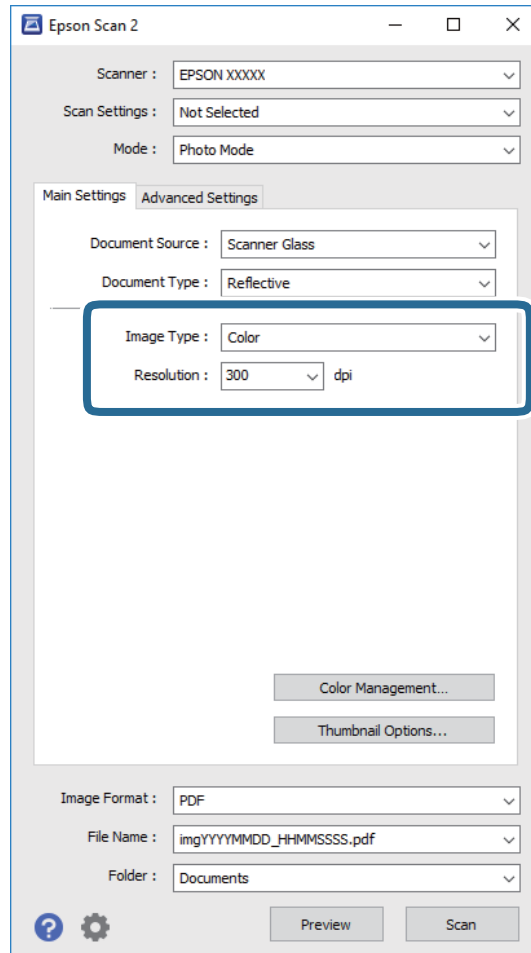 Epson Scan 2
Scanner : EPSON XXXXX
Scan Settings : Not Selected
Mode : Photo Mode
Main Settings Advanced Settings
Document Source : Scanner Glass
Document Type : Reflective
Image Type : Color
Resolution : 300 dpi
Color Management...
Thumbnail Options...
Image Format : PDF
File Name : imgYYYYMMDD_HHMMSSSS.pdf
Folder : Documents
? Preview Scan